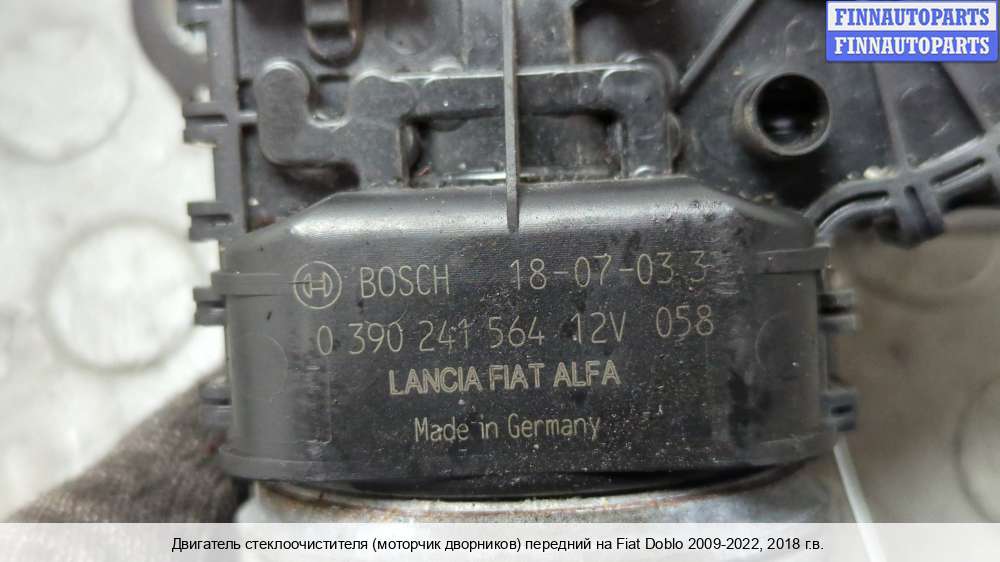 FINNAUTOPARTS
FINNAUTOPARTS
BOSCH 18-07-03.3
0 390 241 564 12V 058
LANCIA FIAT ALFA
Made in Germany
Двигатель стеклоочистителя (моторчик дворников) передний на Fiat Doblo 2009-2022, 2018 г.в.